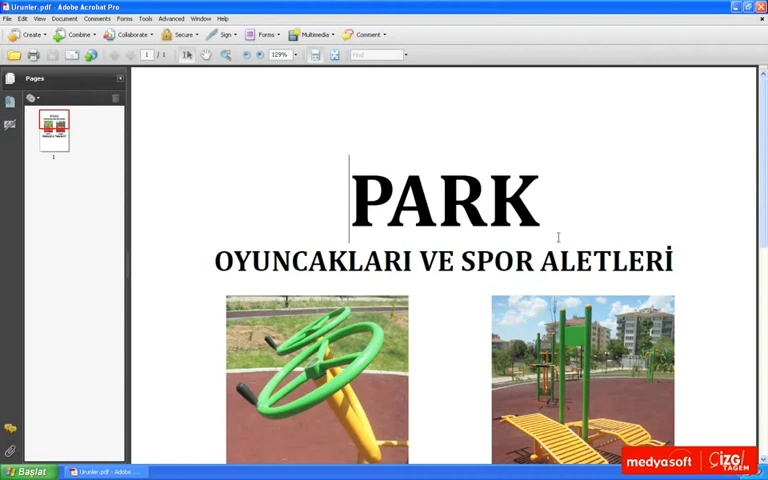 Urunler.pdf - Adobe Acrobat Pro
File Edit View Document Comments Forms Tools Advanced Window Help
Create Combine Collaborate Secure Sign Forms Multimedia Comment
1 / 1 129% Find
Pages
1
PARK
OYUNCAKLARI VE SPOR ALETLERİ
Başlat Urunler.pdf - Adobe ...
medyasoft ÇİZGİ TAGEM